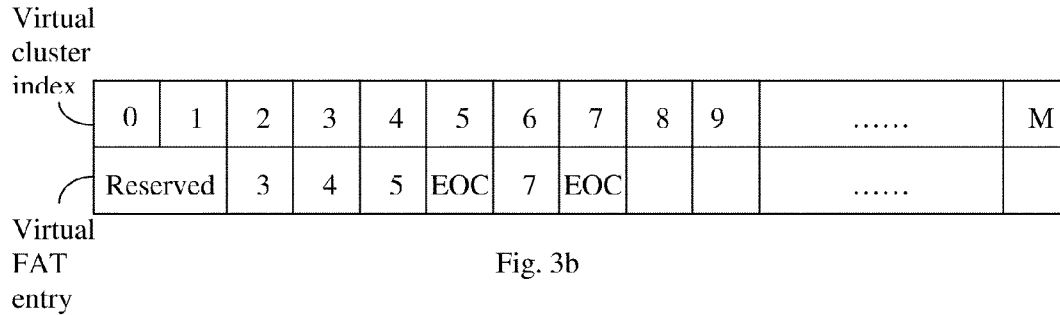 Virtual
cluster
index
0 1 2 3 4 5 6 7 8 9 ...... M
Reserved 3 4 5 EOC 7 EOC ......
Virtual
FAT
entry
Fig. 3b